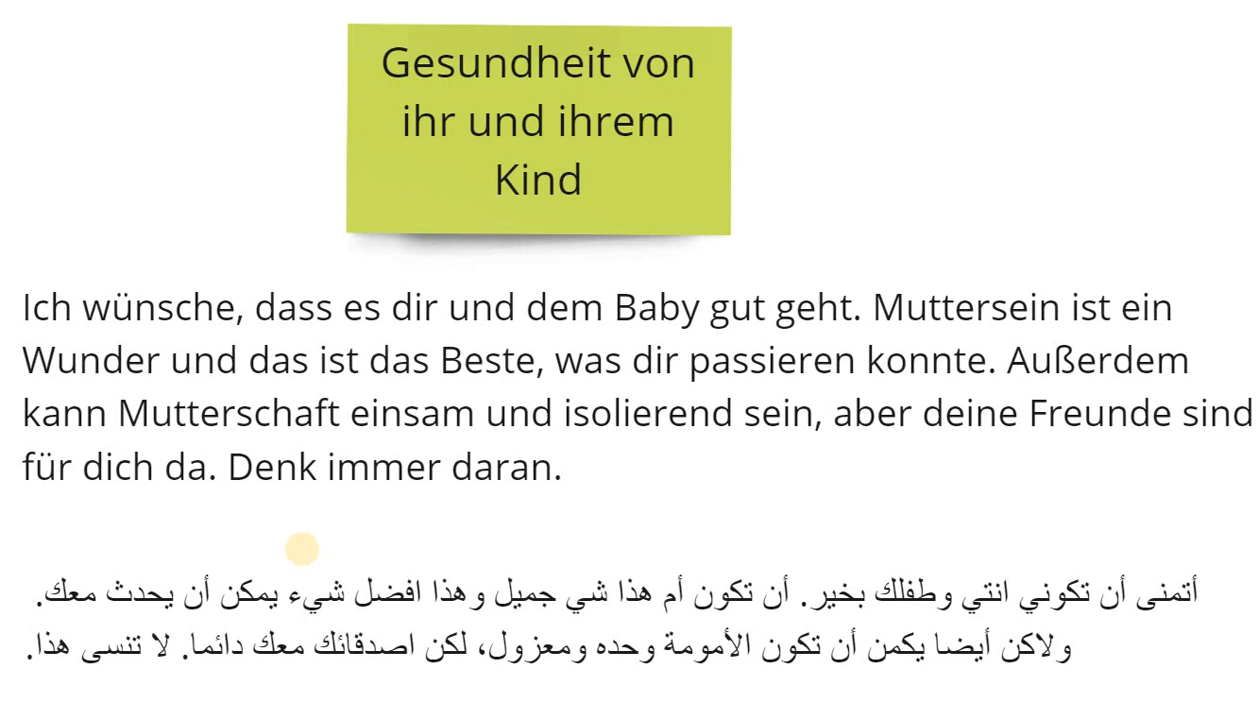 Gesundheit von
ihr und ihrem
Kind
Ich wünsche, dass es dir und dem Baby gut geht. Muttersein ist ein
Wunder und das ist das Beste, was dir passieren konnte. Außerdem
kann Mutterschaft einsam und isolierend sein, aber deine Freunde sind
für dich da. Denk immer daran.
أتمنى أن تكوني انتي وطفلك بخير. أن تكون أم هذا شي جميل وهذا افضل شيء يمكن أن يحدث معك.
ولاكن أيضا يكمن أن تكون الأمومة وحده ومعزول، لكن اصدقائك معك دائما. لا تنسى هذا.